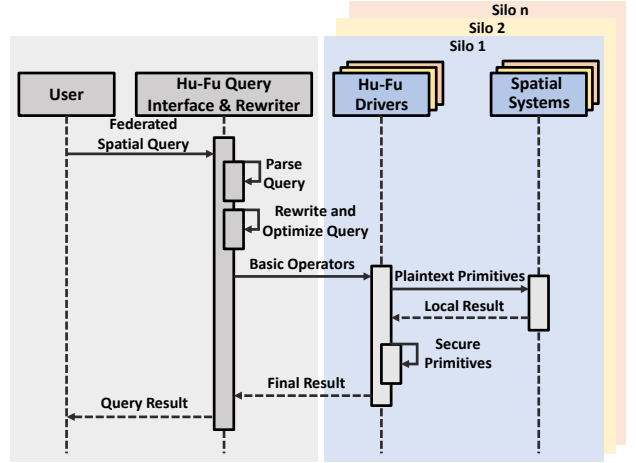 Silo n
Silo 2
Silo 1
User
Hu-Fu Query
Interface & Rewriter
Hu-Fu
Drivers
Spatial
Systems
Federated
Spatial Query
Parse
Query
Rewrite and
Optimize Query
Basic Operators
Plaintext Primitives
Local Result
Secure
Primitives
Final Result
Query Result